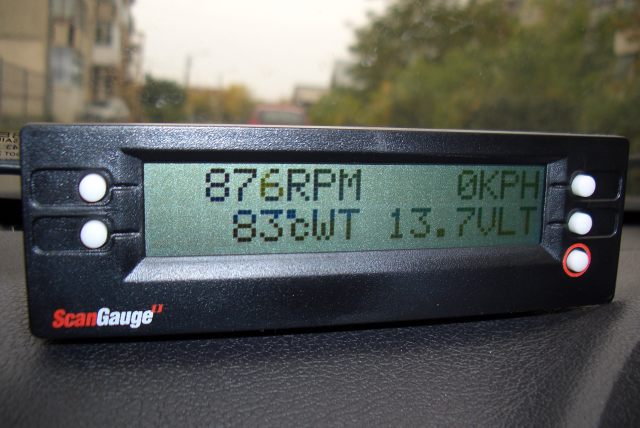 876RPM 0KPH
83°cWT 13.7VLT
ScanGauge II